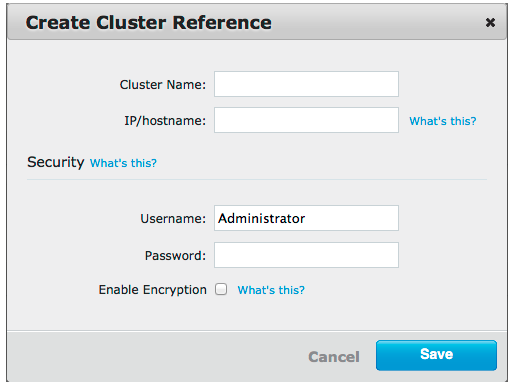 Create Cluster Reference ×
Cluster Name:
IP/hostname: What's this?
Security What's this?
Username: Administrator
Password:
Enable Encryption What's this?
Cancel Save